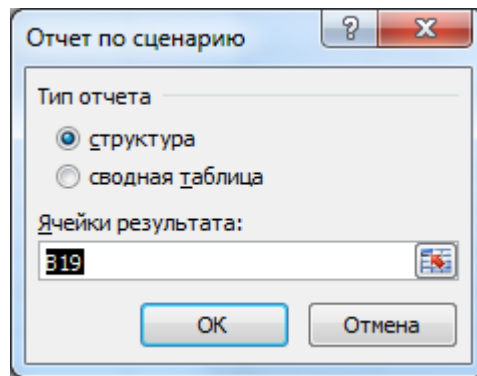 Отчет по сценарию
Тип отчета
структура
сводная таблица
Ячейки результата:
B19
ОК
Отмена